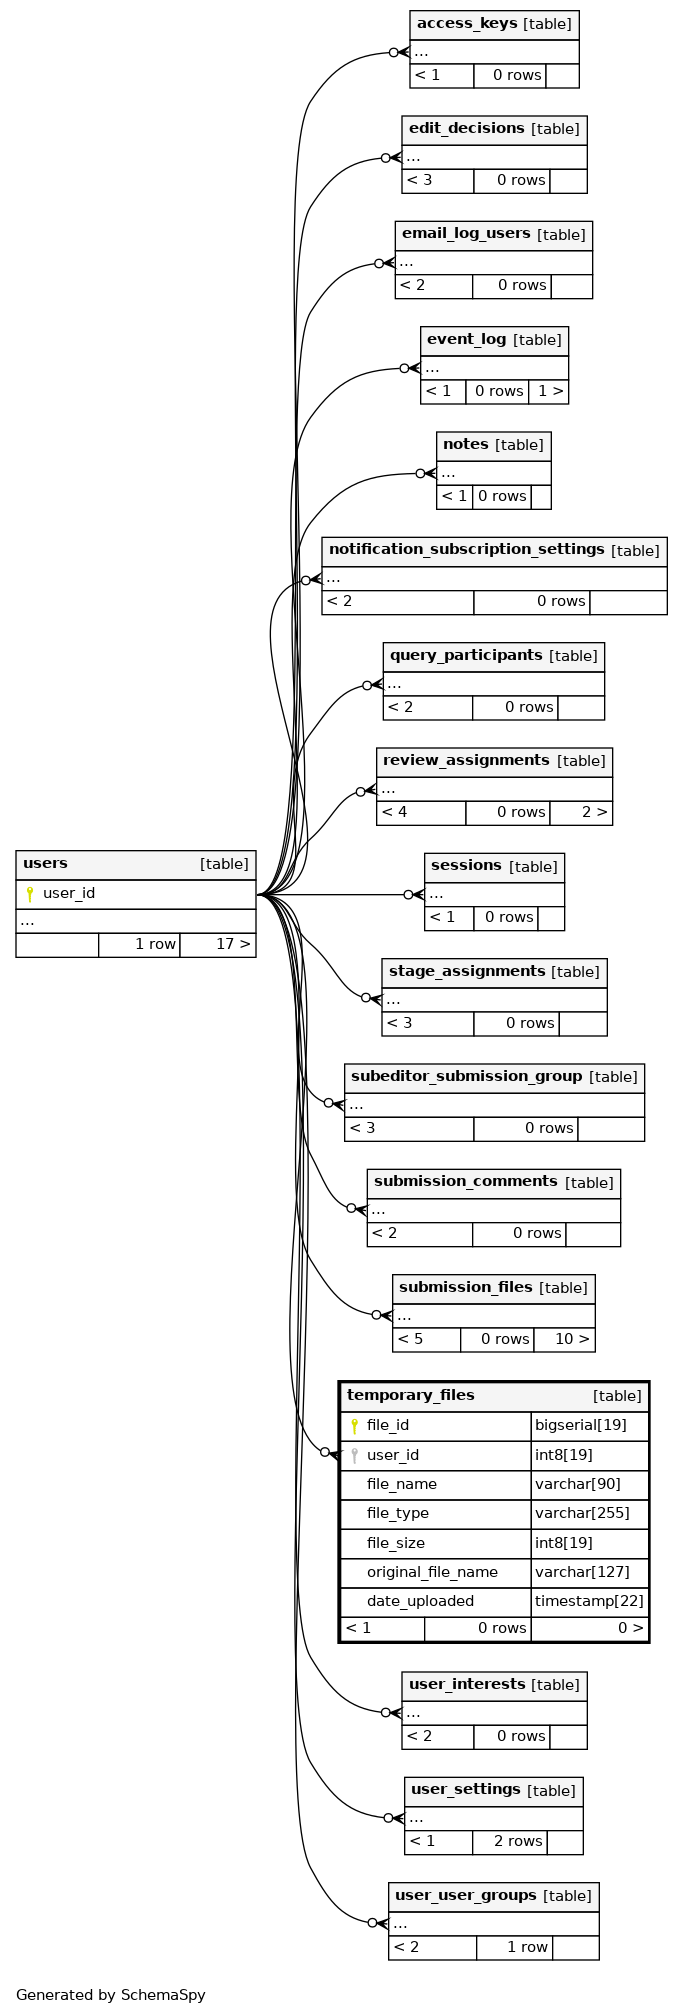 access_keys [table]
...
< 1 0 rows
edit_decisions [table]
...
< 3 0 rows
email_log_users [table]
...
< 2 0 rows
event_log [table]
...
< 1 0 rows 1 >
notes [table]
...
< 1 0 rows
notification_subscription_settings [table]
...
< 2 0 rows
query_participants [table]
...
< 2 0 rows
review_assignments [table]
...
< 4 0 rows 2 >
users [table]
user_id
...
1 row 17 >
sessions [table]
...
< 1 0 rows
stage_assignments [table]
...
< 3 0 rows
subeditor_submission_group [table]
...
< 3 0 rows
submission_comments [table]
...
< 2 0 rows
submission_files [table]
...
< 5 0 rows 10 >
temporary_files [table]
file_id bigserial[19]
user_id int8[19]
file_name varchar[90]
file_type varchar[255]
file_size int8[19]
original_file_name varchar[127]
date_uploaded timestamp[22]
< 1 0 rows 0 >
user_interests [table]
...
< 2 0 rows
user_settings [table]
...
< 1 2 rows
user_user_groups [table]
...
< 2 1 row
Generated by SchemaSpy